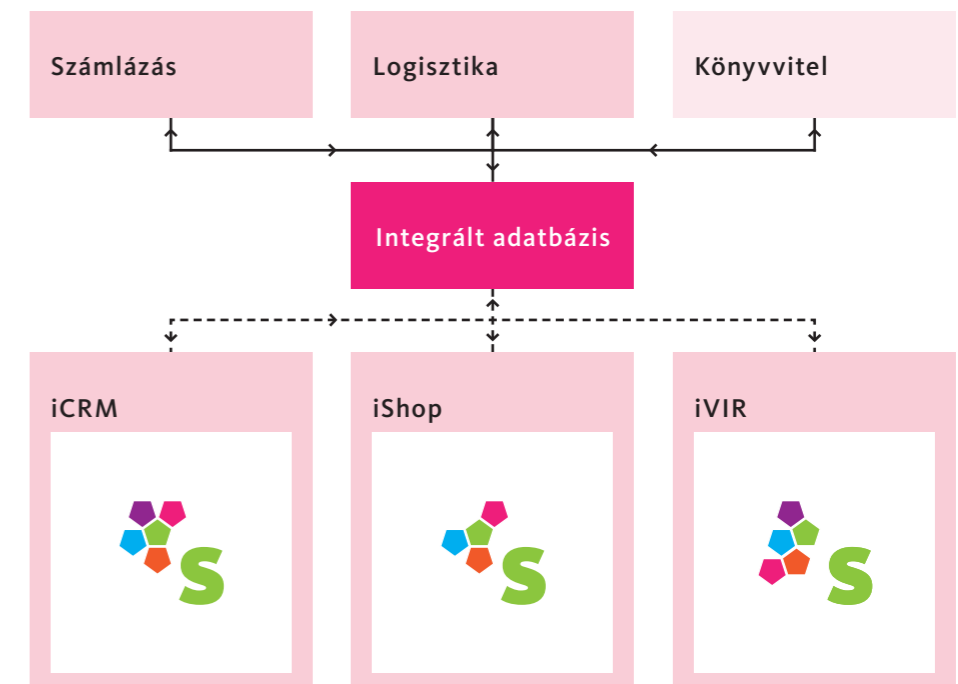 Számlázás
Logisztika
Könyvvitel
Integrált adatbázis
iCRM
iShop
iVIR
S
S
S